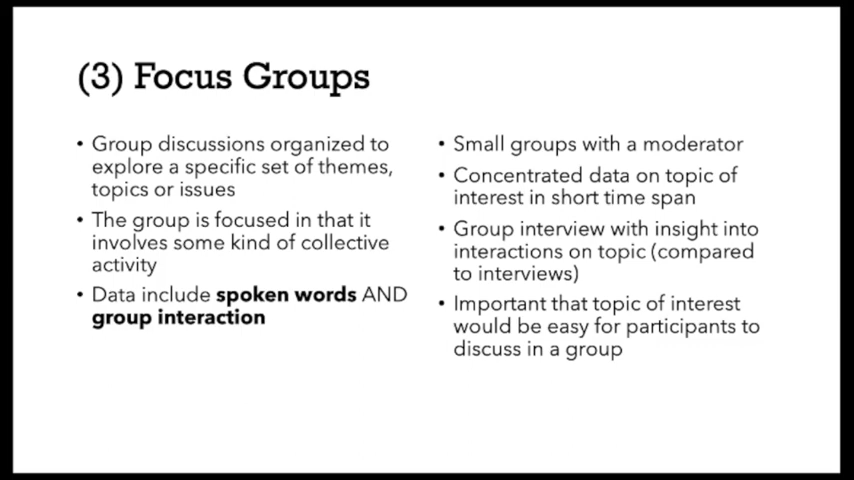 (3) Focus Groups
• Group discussions organized to
explore a specific set of themes,
topics or issues
• The group is focused in that it
involves some kind of collective
activity
• Data include spoken words AND
group interaction
• Small groups with a moderator
• Concentrated data on topic of
interest in short time span
• Group interview with insight into
interactions on topic (compared
to interviews)
• Important that topic of interest
would be easy for participants to
discuss in a group